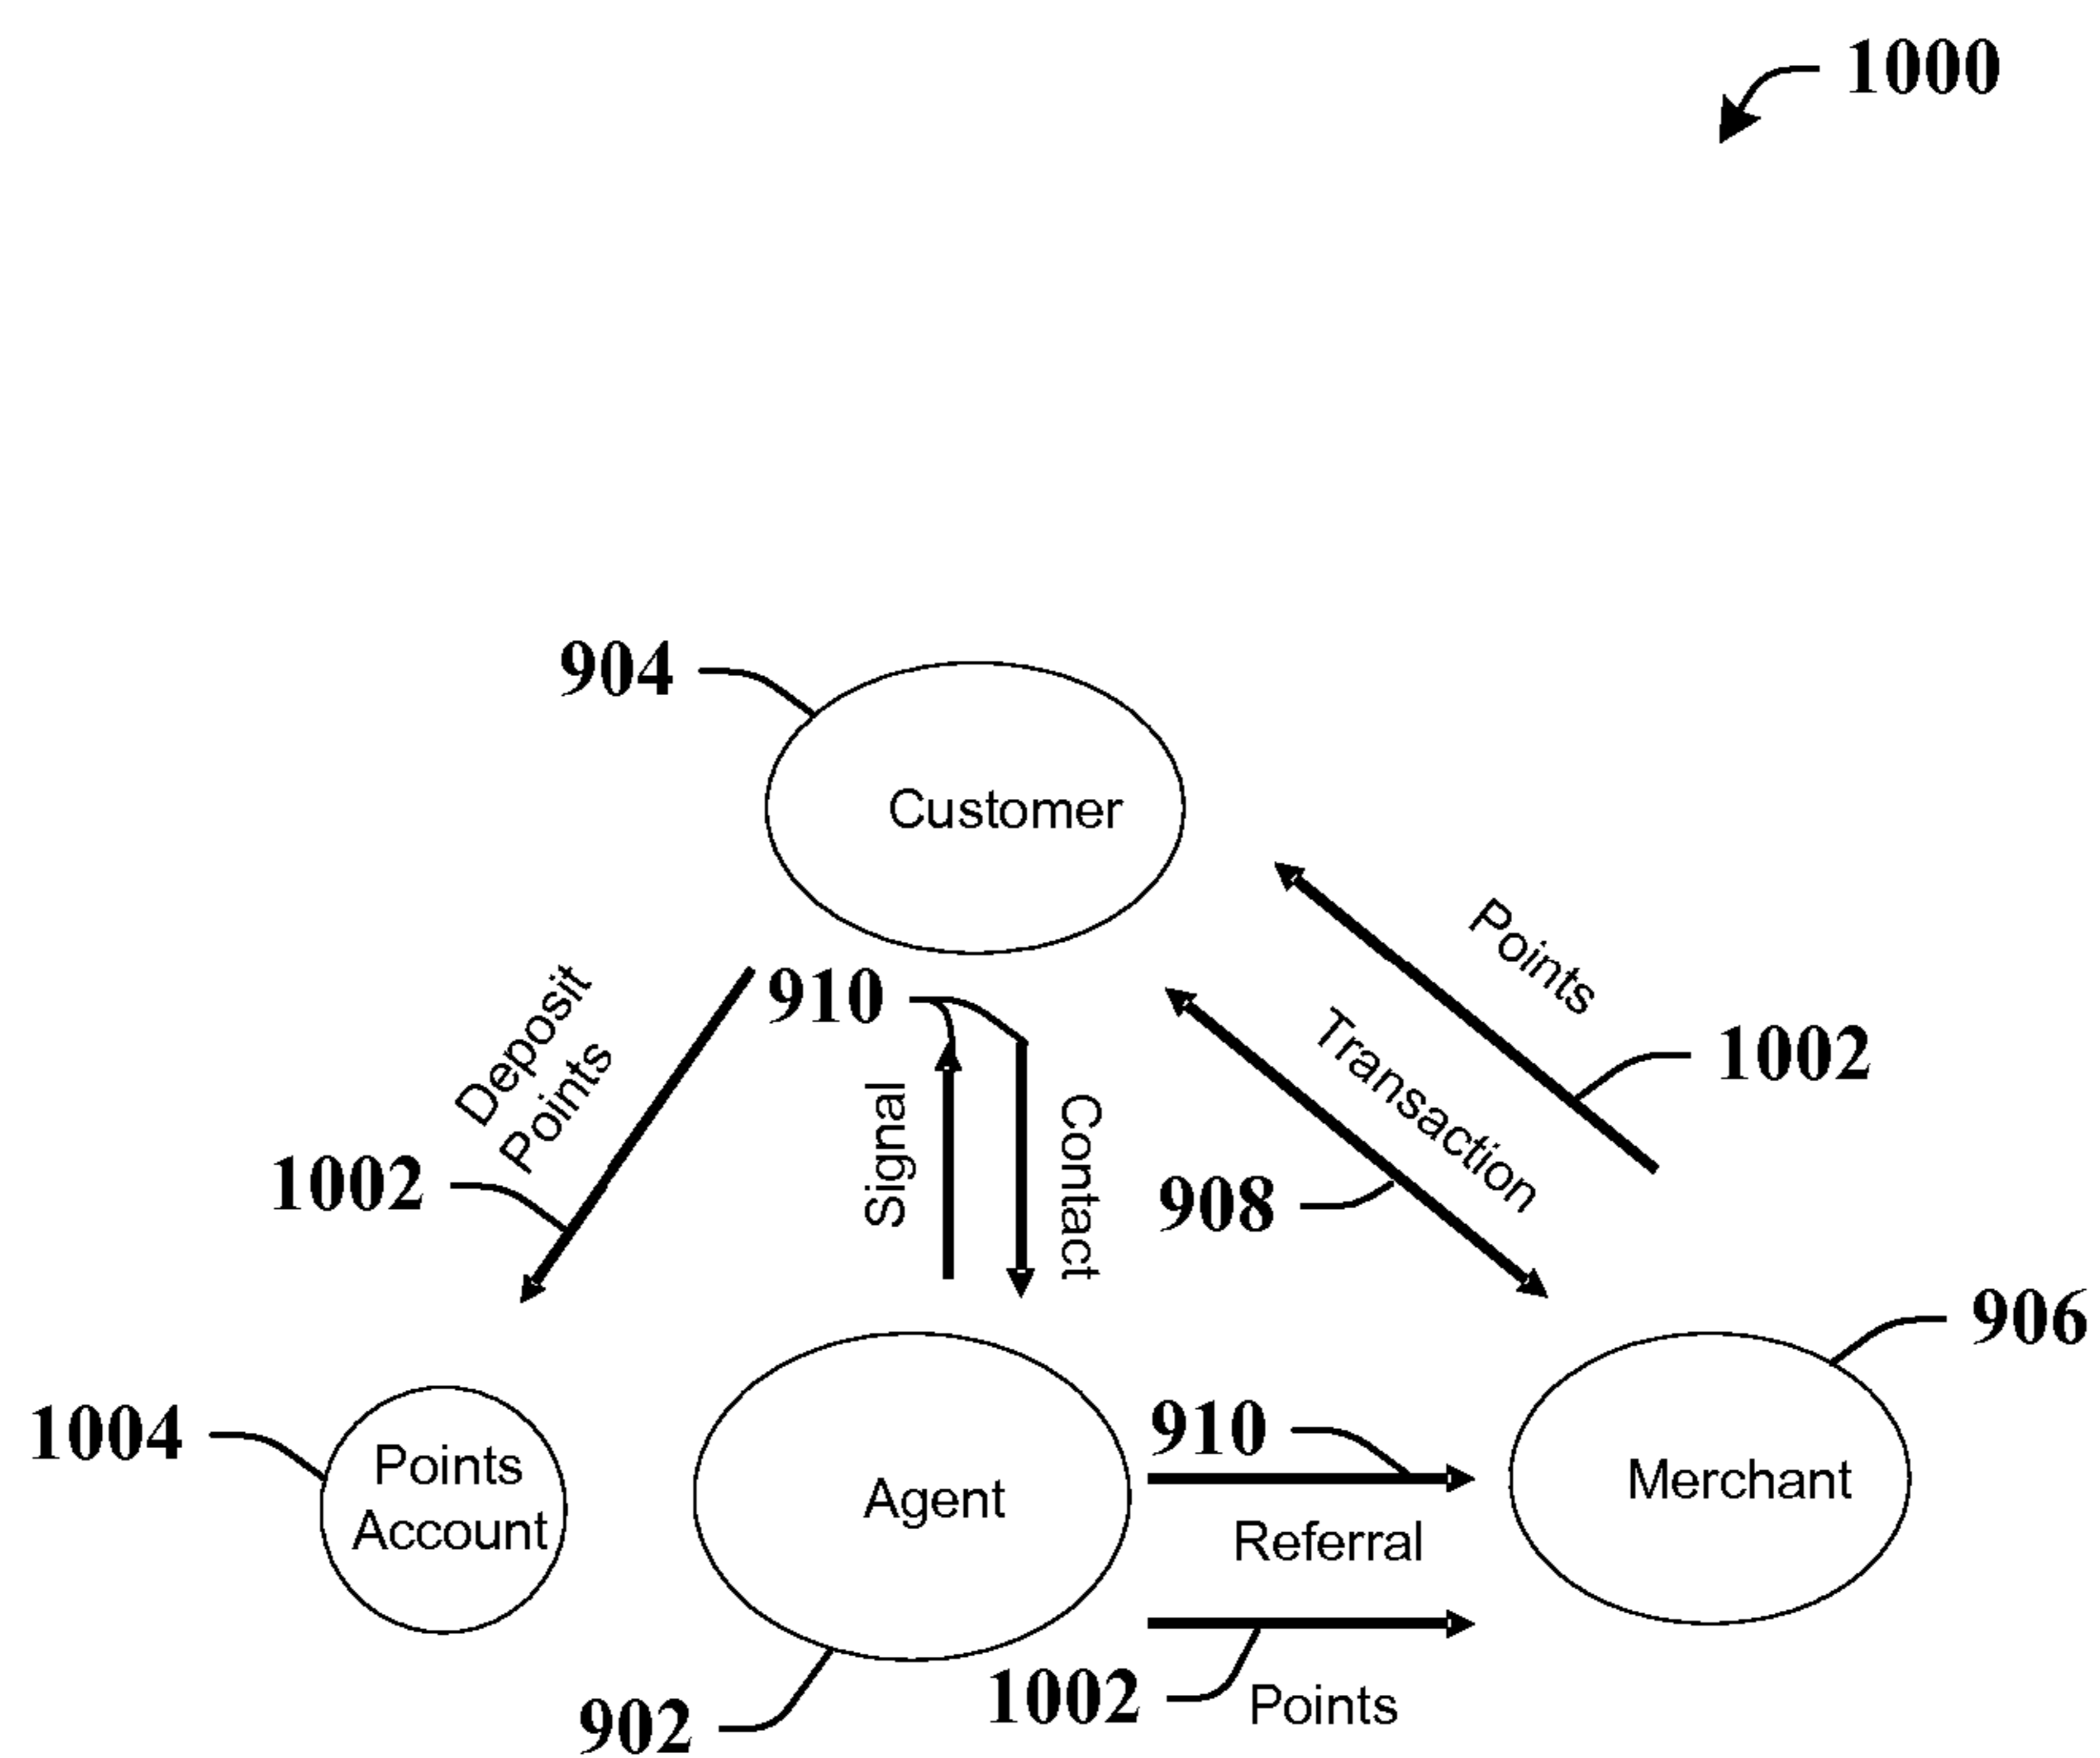 1000
904
Customer
910
Points
Deposit
Points
Transaction
1002
Signal
Contact
1002
908
906
1004
Points
Account
Agent
910
Merchant
Referral
1002
Points
902